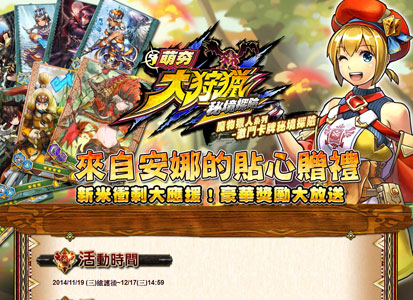 萌夯
大狩獵
秘境探險
魔物獵人系列
激鬥卡牌秘境探險
來自安娜的貼心贈禮
新米衝刺大應援！豪華獎勵大放送
活動時間
2014/11/19 (三)維護後~12/17(三)14:59